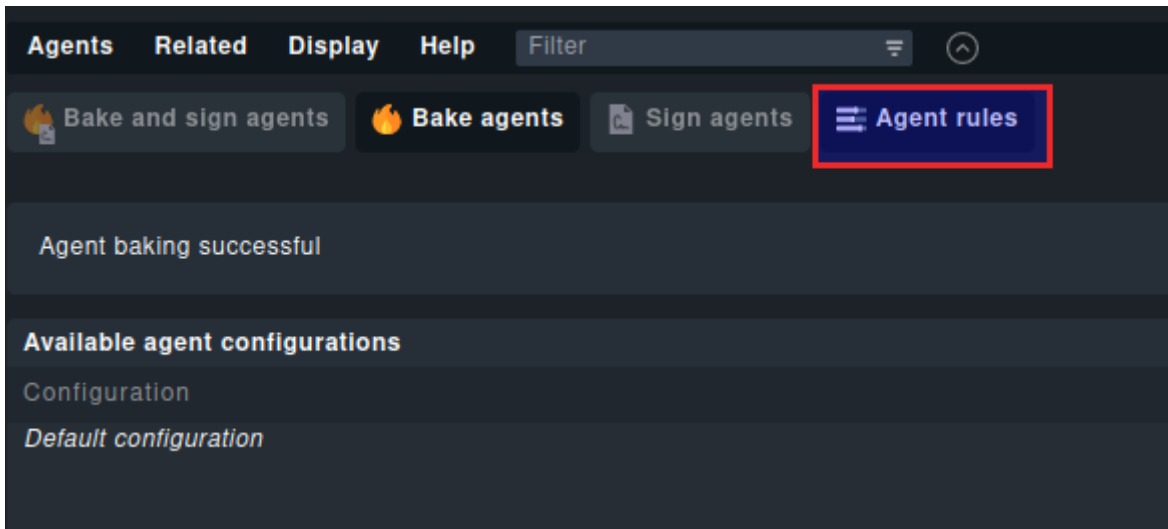 Agents Related Display Help Filter
Bake and sign agents Bake agents Sign agents Agent rules
Agent baking successful
Available agent configurations
Configuration
Default configuration